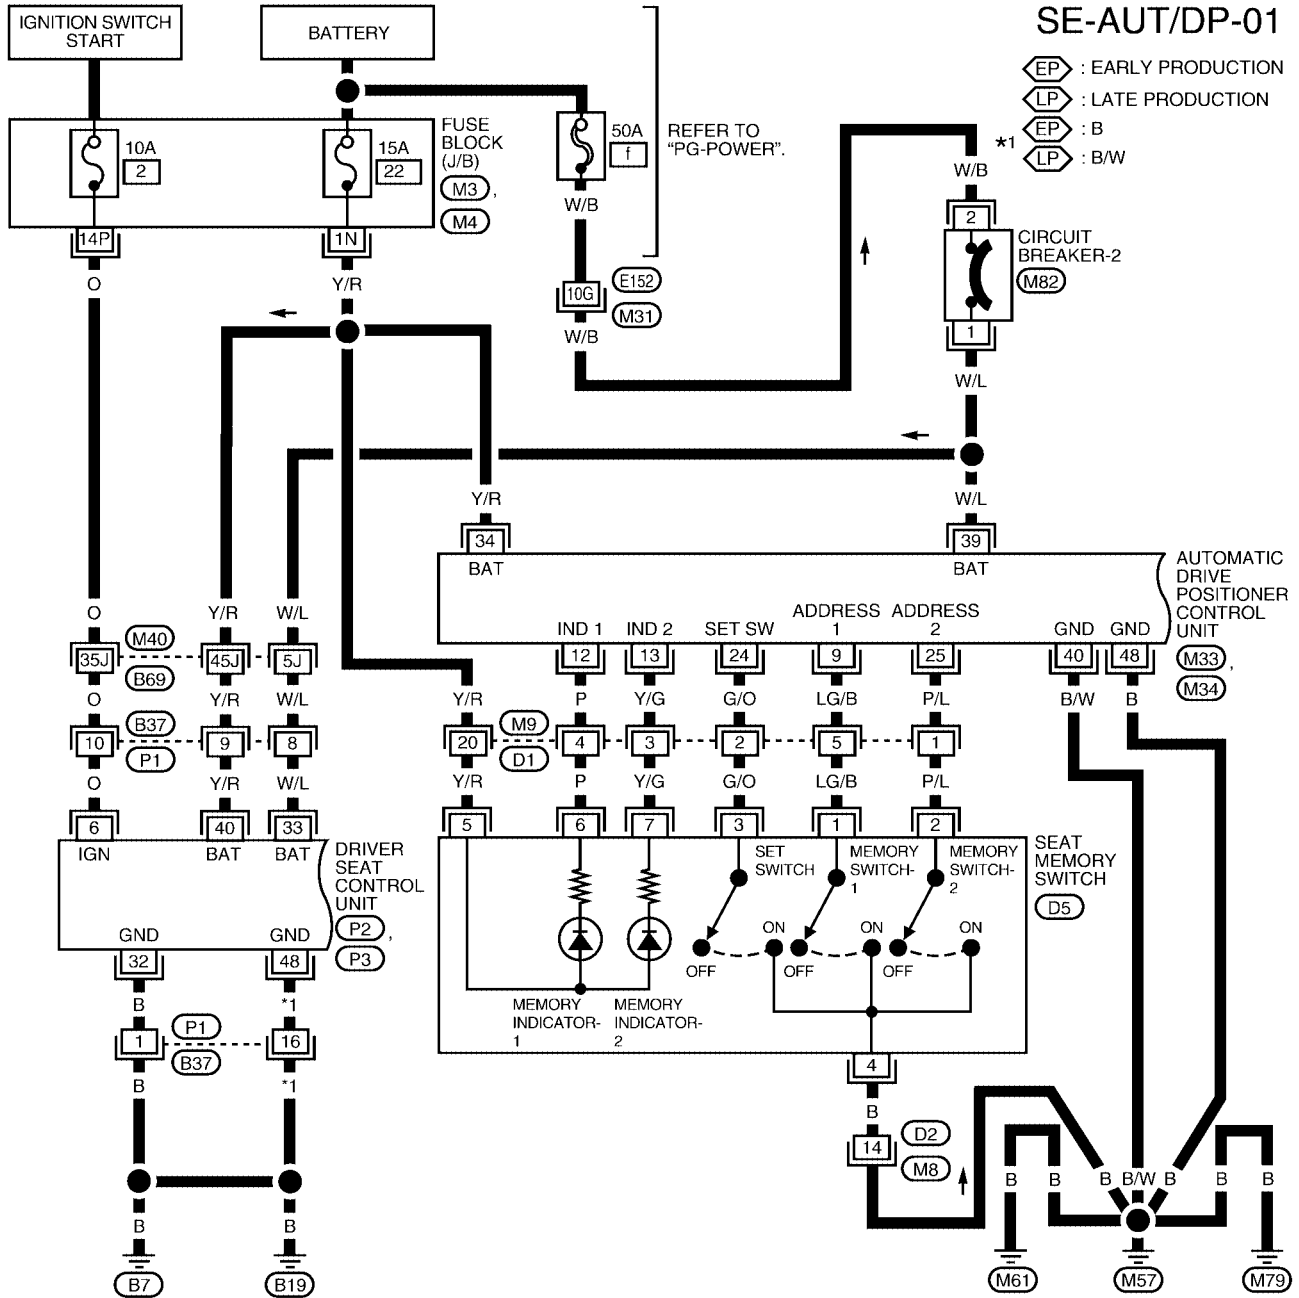 SE-AUT/DP-01
IGNITION SWITCH
START
BATTERY
EP : EARLY PRODUCTION
LP : LATE PRODUCTION
*1 EP : B
LP : B/W
10A
2
15A
22
FUSE
BLOCK
(J/B)
M3 ,
M4
50A
f
REFER TO
"PG-POWER".
W/B
W/B
14P
1N
O
Y/R
10G
E152
M31
W/B
2
CIRCUIT
BREAKER-2
M82
1
W/L
Y/R
W/L
34
39
BAT
BAT
AUTOMATIC
DRIVE
POSITIONER
CONTROL
UNIT
M33 ,
M34
ADDRESS ADDRESS
IND 1 IND 2 SET SW 1 2 GND GND
12 13 24 9 25 40 48
O Y/R W/L
35J M40 45J 5J
B69
O Y/R W/L
Y/R P Y/G G/O LG/B P/L B/W B
10 B37 9 8
P1
20 M9 4 3 2 5 1
D1
O Y/R W/L
Y/R P Y/G G/O LG/B P/L
6 40 33
5 6 7 3 1 2
IGN BAT BAT
DRIVER
SEAT
CONTROL
UNIT
P2 ,
P3
SET
SWITCH
MEMORY
SWITCH-
1
MEMORY
SWITCH-
2
SEAT
MEMORY
SWITCH
D5
ON ON ON
OFF OFF OFF
GND GND
32 48
B *1
MEMORY
INDICATOR-
1
MEMORY
INDICATOR-
2
1 P1 16
B37
B *1
4
B
14 D2
M8
B B B B/W B B B
B B
B7 B19
M61 M57 M79